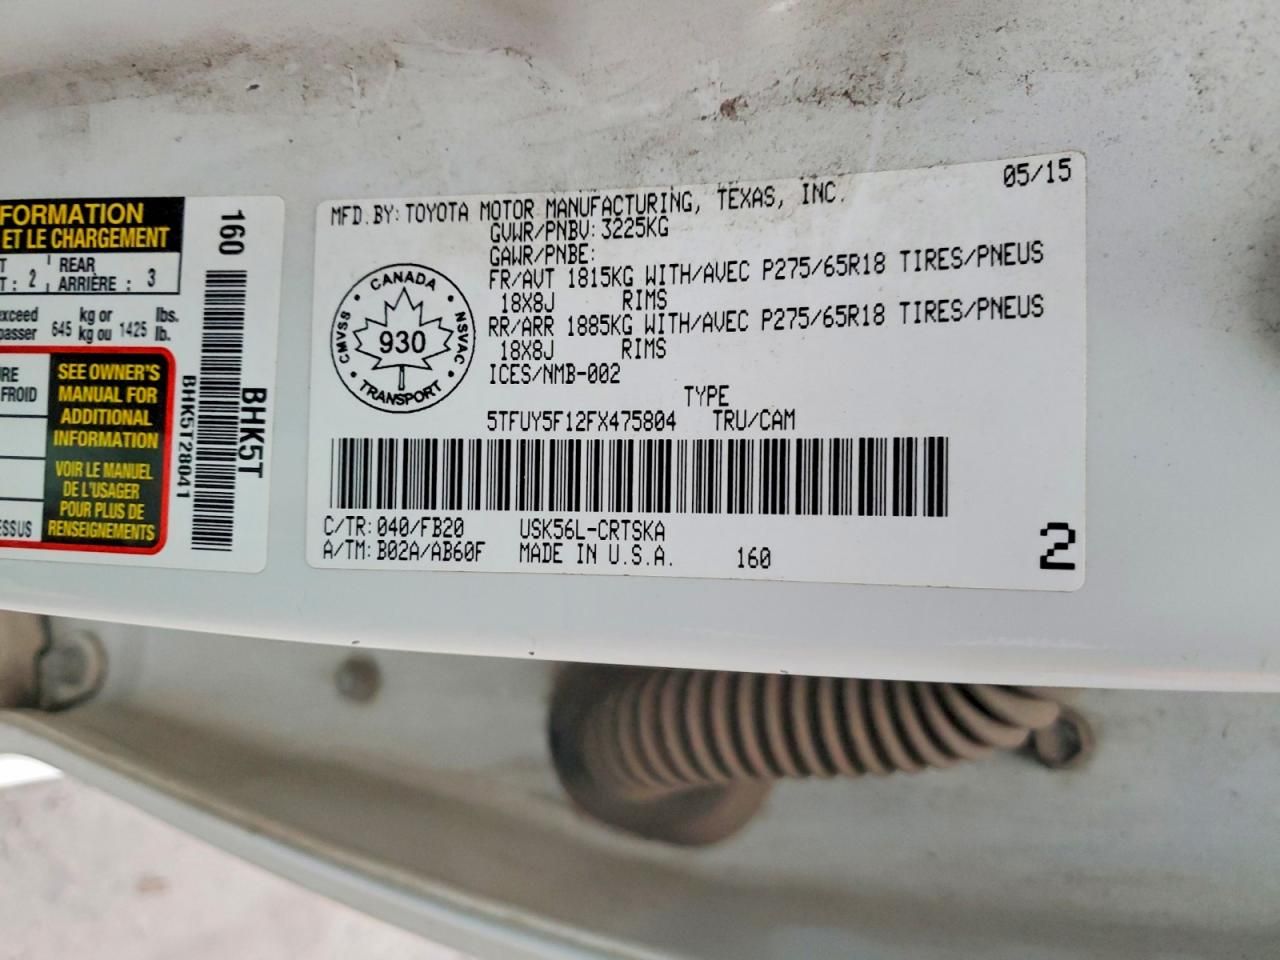 FORMATION
ET LE CHARGEMENT
T : 2
REAR
ARRIÈRE : 3
exceed
passer
645
kg or
kg ou
1425
lbs.
lb.
FROID
SEE OWNER'S
MANUAL FOR
ADDITIONAL
INFORMATION
VOIR LE MANUEL
DE L'USAGER
POUR PLUS DE
RENSEIGNEMENTS
ESSUS
160
BHK5T
BHK5T28041
MFD. BY: TOYOTA MOTOR MANUFACTURING, TEXAS, INC. 05/15
GVWR/PNBV: 3225KG
GAWR/PNBE:
FR/AVT 1815KG WITH/AVEC P275/65R18 TIRES/PNEUS
18X8J RIMS
RR/ARR 1885KG WITH/AVEC P275/65R18 TIRES/PNEUS
18X8J RIMS
ICES/NMB-002
CANADA
CMVSS
930
NSVAC
TRANSPORT
TYPE
5TFUY5F12FX475804 TRU/CAM
C/TR: 040/FB20 USK56L-CRTSKA
A/TM: B02A/AB60F MADE IN U.S.A. 160
2